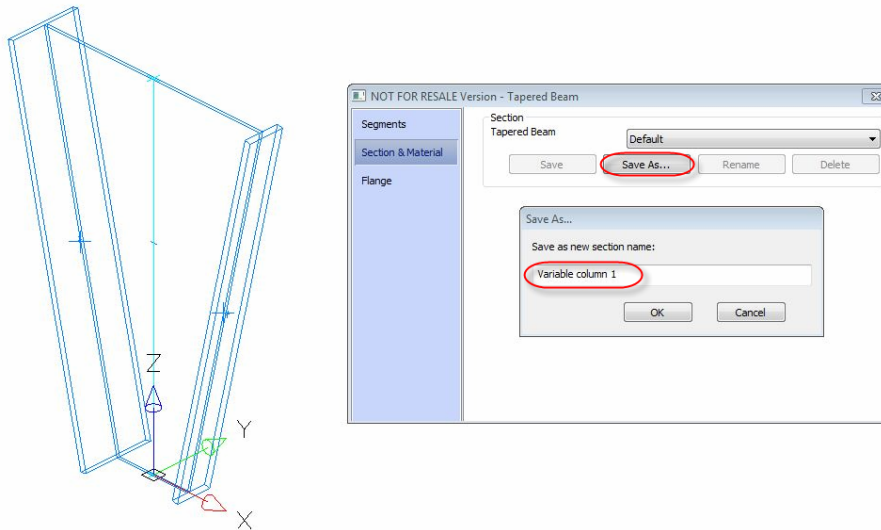 NOT FOR RESALE Version - Tapered Beam
Segments
Section & Material
Flange
Section
Tapered Beam
Default
Save
Save As...
Rename
Delete
Save As...
Save as new section name:
Variable column 1
OK
Cancel
Z
Y
X